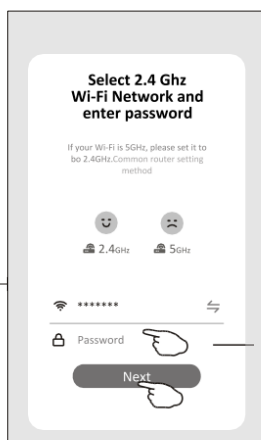 Select 2.4 Ghz
Wi-Fi Network and
enter password
If your Wi-Fi is 5GHz, please set it to
bo 2.4GHz.Common router setting
method
2.4GHz 5GHz
*******
Password
Next